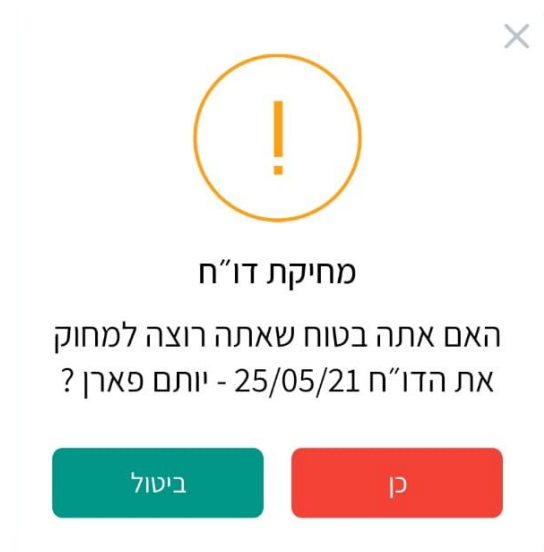 מחיקת דו״ח
האם אתה בטוח שאתה רוצה למחוק
את הדו״ח 25/05/21 - יותם פארן ?
כן
ביטול